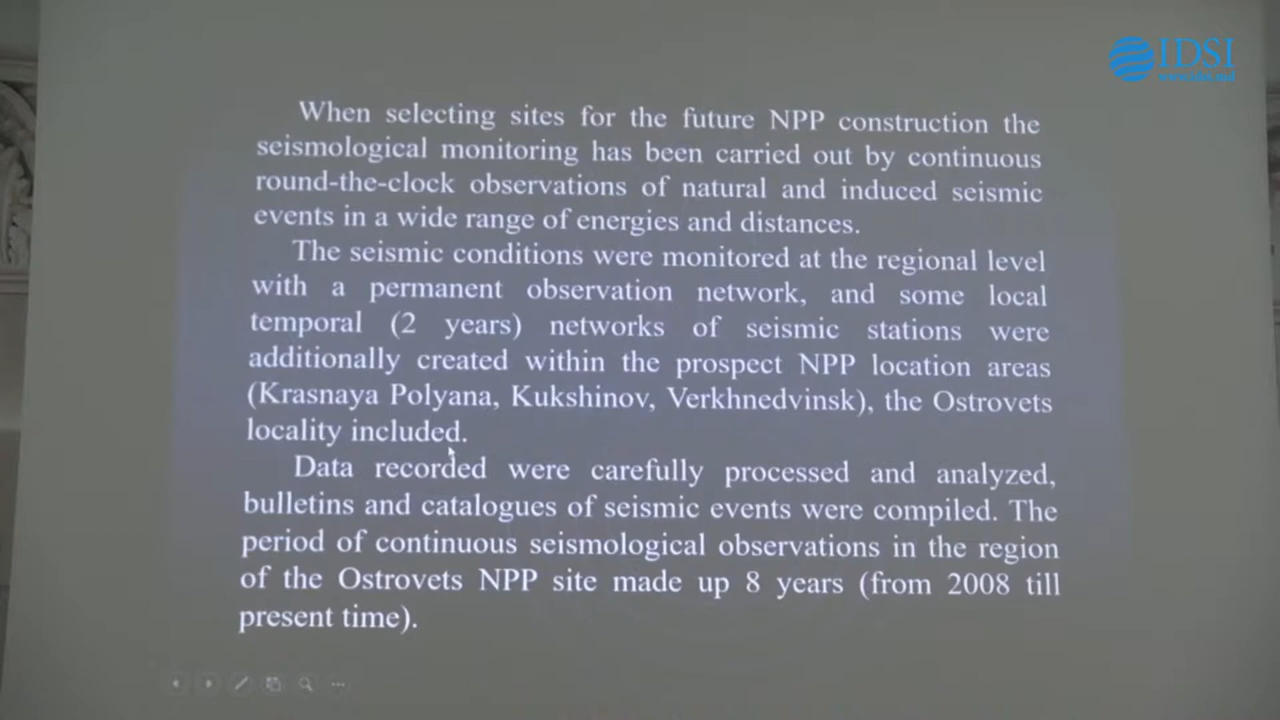 IDSI
When selecting sites for the future NPP construction the
seismological monitoring has been carried out by continuous
round-the-clock observations of natural and induced seismic
events in a wide range of energies and distances.
The seismic conditions were monitored at the regional level
with a permanent observation network, and some local
temporal (2 years) networks of seismic stations were
additionally created within the prospect NPP location areas
(Krasnaya Polyana, Kukshinov, Verkhnedvinsk), the Ostrovets
locality included.
Data recorded were carefully processed and analyzed,
bulletins and catalogues of seismic events were compiled. The
period of continuous seismological observations in the region
of the Ostrovets NPP site made up 8 years (from 2008 till
present time).